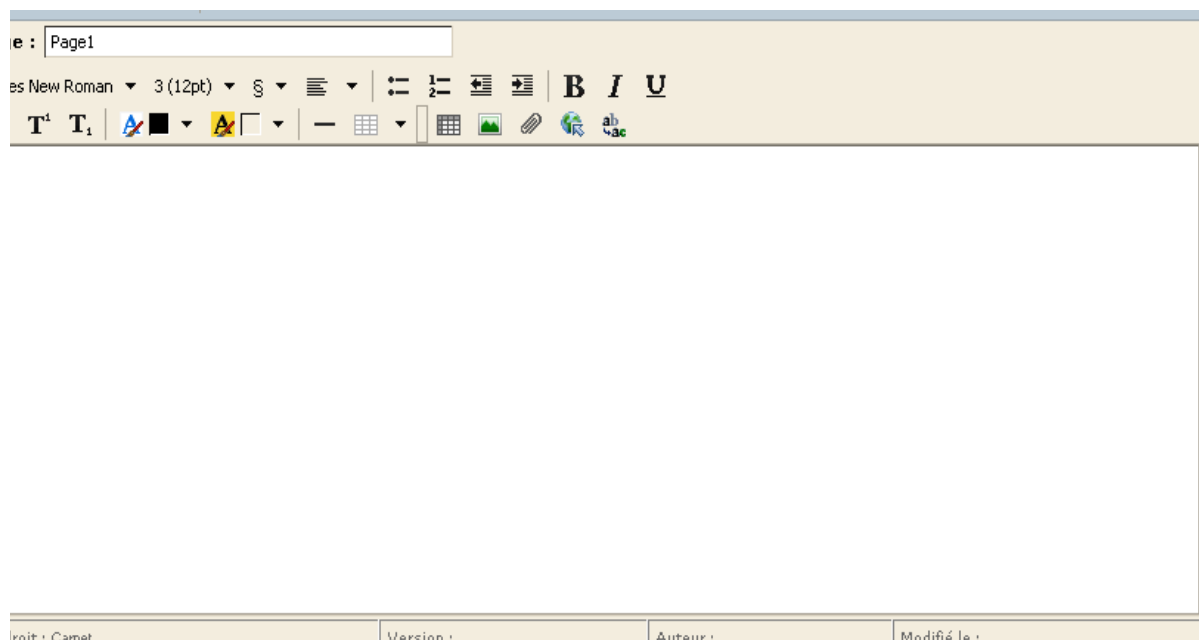 e : Page1
es New Roman 3 (12pt) §
B I U
T¹ T₁
ab ac
roit : Carnet Version : Auteur : Modifié le :